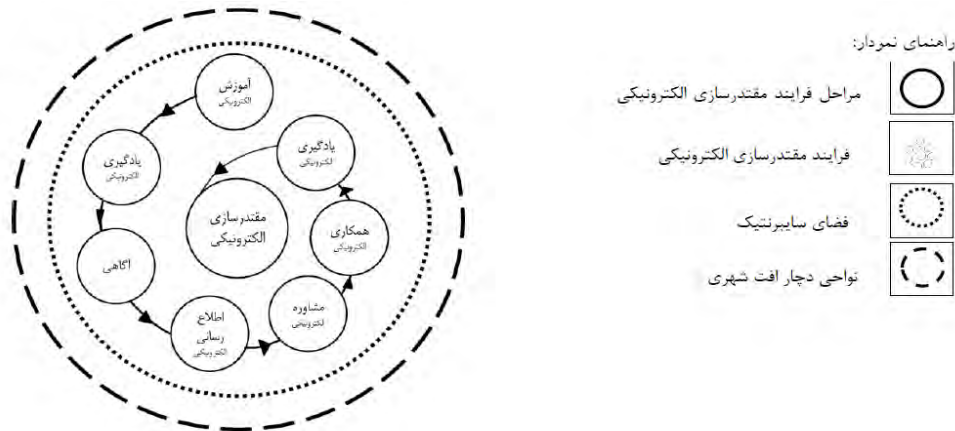 راهنمای نمودار:
مراحل فرایند مقتدرسازی الکترونیکی
فرایند مقتدرسازی الکترونیکی
فضای سایبرنتیک
نواحی دچار افت شهری
آموزش
الکترونیکی
یادگیری
الکترونیکی
آگاهی
اطلاع
رسانی
الکترونیکی
مشاوره
الکترونیکی
همکاری
الکترونیکی
یادگیری
الکترونیکی
مقتدرسازی
الکترونیکی